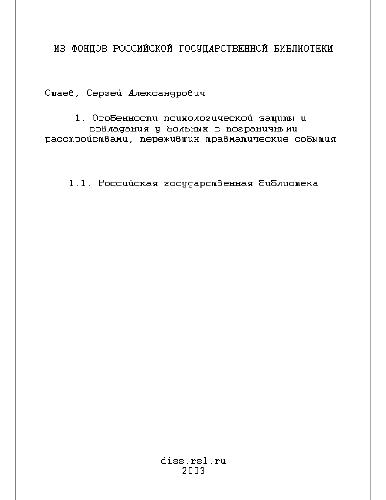 ИЗ ФОНДОВ РОССИЙСКОЙ ГОСУДАРСТВЕННОЙ БИБЛИОТЕКИ
Сергей Александрович
1. Особенности психологической защиты и
совладания у больных с пограничными
расстройствами, переживших травматические события
1.1. Российская государственная библиотека
diss.rsl.ru
2003